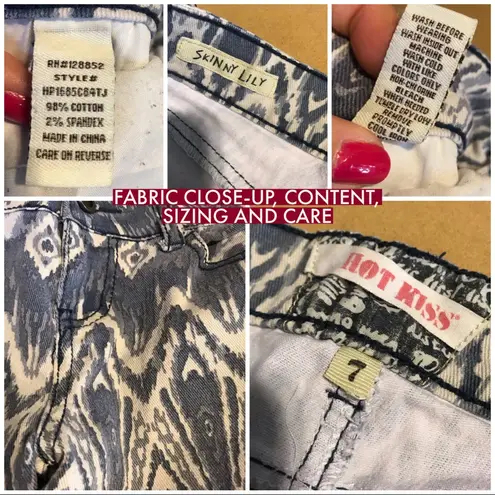 RN#128852
STYLE#
HP1685C64TJ
98% COTTON
2% SPANDEX
MADE IN CHINA
CARE ON REVERSE
SKINNY LILY
WASH BEFORE
WEARING
WASH INSIDE OUT
MACHINE
WASH COLD
WITH LIKE
COLORS ONLY
NON-CHLORINE
BLEACH
WHEN NEEDED
TUMBLE DRY LOW
REMOVE
PROMPTLY
COOL IRON
FABRIC CLOSE-UP, CONTENT,
SIZING AND CARE
HOT KISS®
7